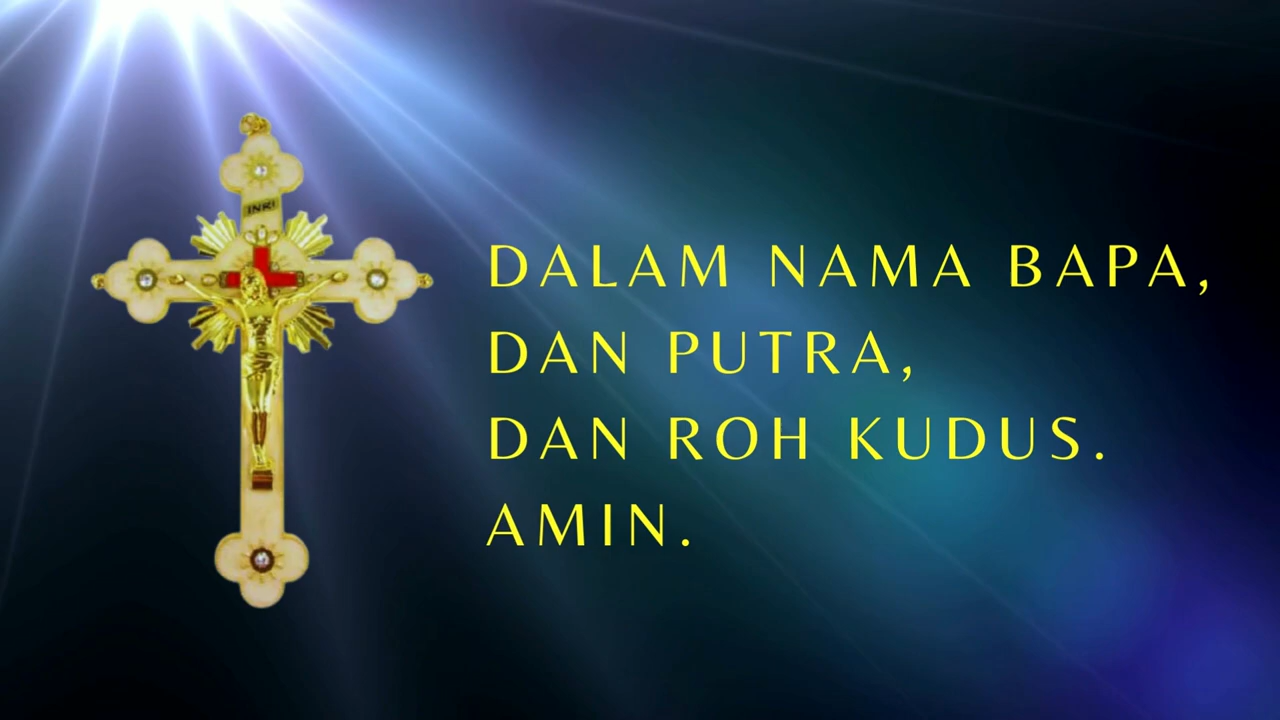 INRI
DALAM NAMA BAPA,
DAN PUTRA,
DAN ROH KUDUS.
AMIN.